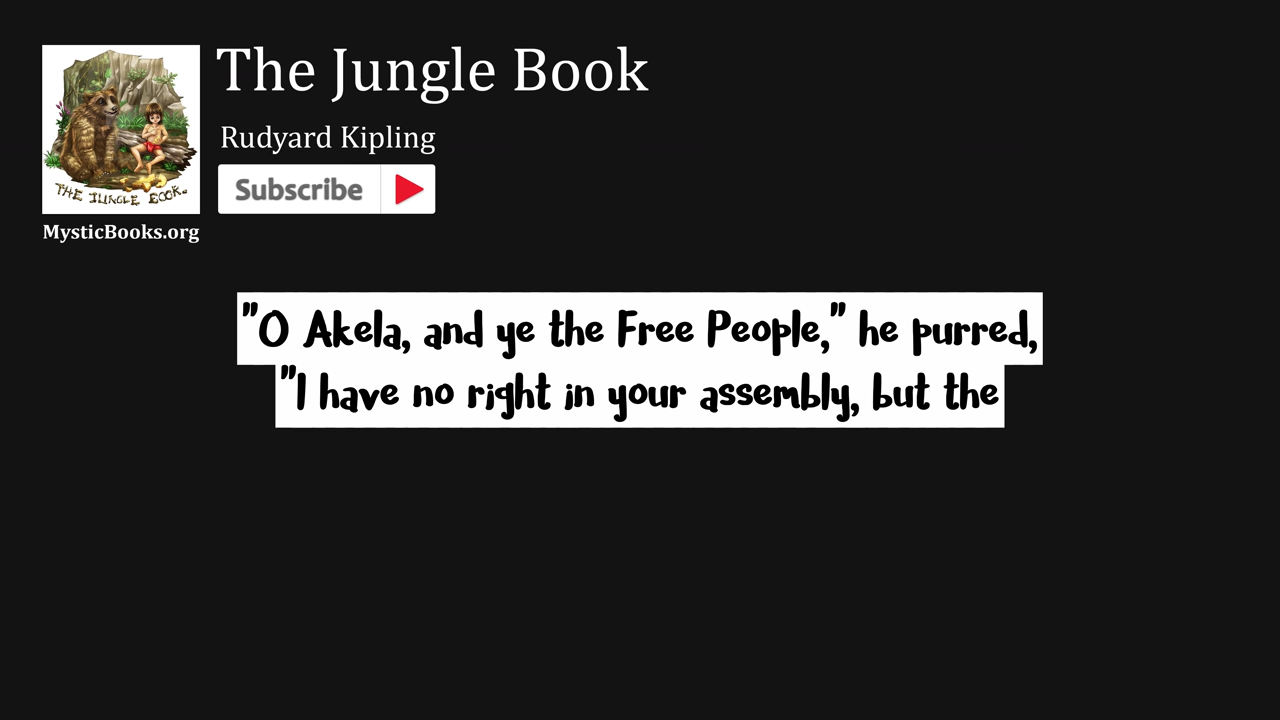 The Jungle Book
Rudyard Kipling
Subscribe
THE JUNGLE BOOK.
MysticBooks.org
"O Akela, and ye the Free People," he purred,
"I have no right in your assembly, but the